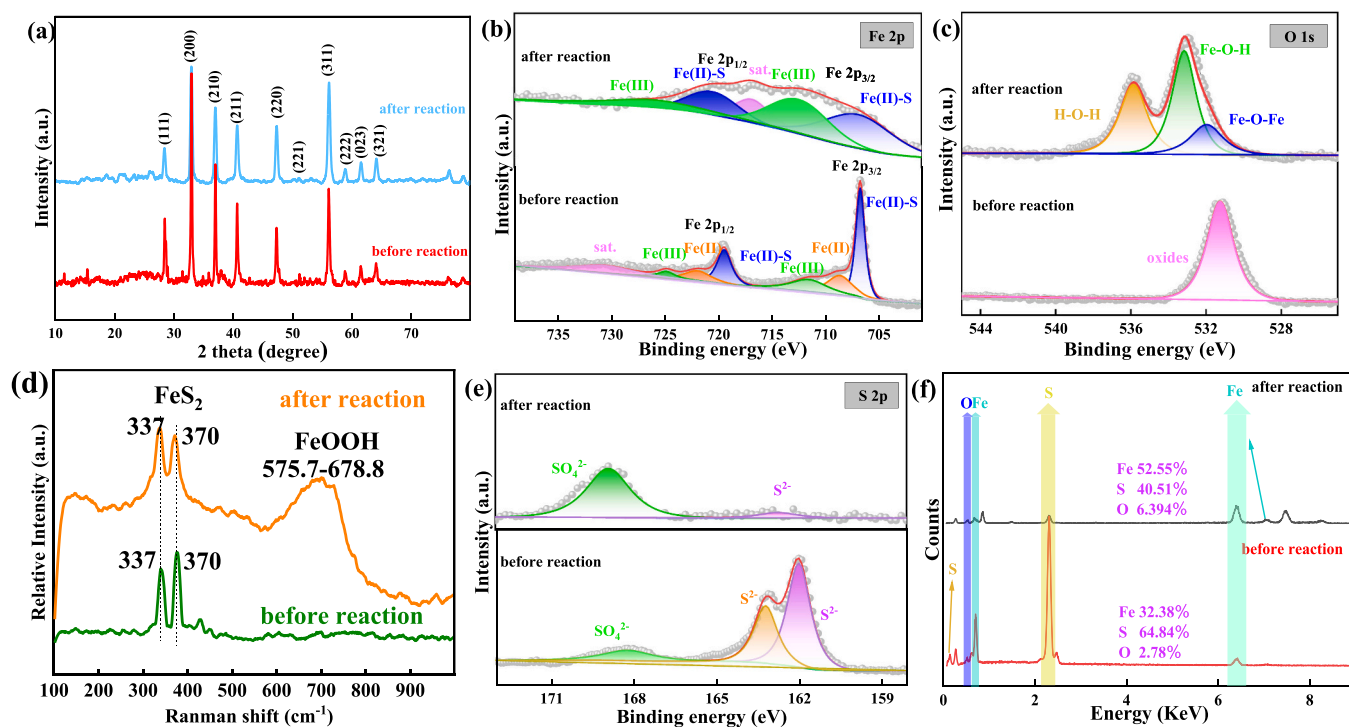 (a)
(111)
(200)
(210)
(211)
(220)
(221)
(311)
(222)
(023)
(321)
after reaction
before reaction
Intensity (a.u.)
10 20 30 40 50 60 70
2 theta (degree)
(b)
Fe 2p
after reaction
Fe(III)
Fe(II)-S
Fe 2p1/2
sat.
Fe(III)
Fe 2p3/2
Fe(II)-S
before reaction
sat.
Fe(III)
Fe 2p1/2
Fe(II)
Fe(II)-S
Fe(III)
Fe(II)
Fe 2p3/2
Fe(II)-S
Intensity (a.u.)
735 730 725 720 715 710 705
Binding energy (eV)
(c)
O 1s
after reaction
H-O-H
Fe-O-H
Fe-O-Fe
before reaction
oxides
Intensity (a.u.)
544 540 536 532 528
Binding energy (eV)
(d)
FeS2
after reaction
337
370
FeOOH
575.7-678.8
337
370
before reaction
Relative Intensity (a.u.)
100 200 300 400 500 600 700 800 900
Ranman shift (cm-1)
(e)
S 2p
after reaction
SO42-
S2-
before reaction
SO42-
S2-
S2-
Intensity (a.u.)
171 168 165 162 159
Binding energy (eV)
(f)
O
Fe
S
Fe
after reaction
Fe 52.55%
S 40.51%
O 6.394%
before reaction
S
Fe 32.38%
S 64.84%
O 2.78%
Counts
0 2 4 6 8
Energy (KeV)